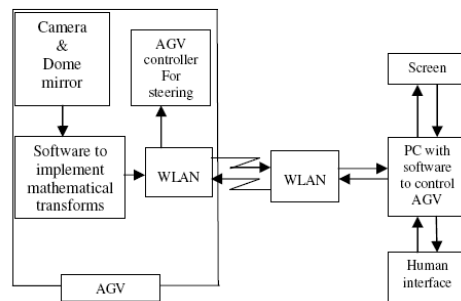 Camera
&
Dome
mirror
AGV
controller
For
steering
Screen
Software to
implement
mathematical
transforms
WLAN
WLAN
PC with
software
to control
AGV
AGV
Human
interface